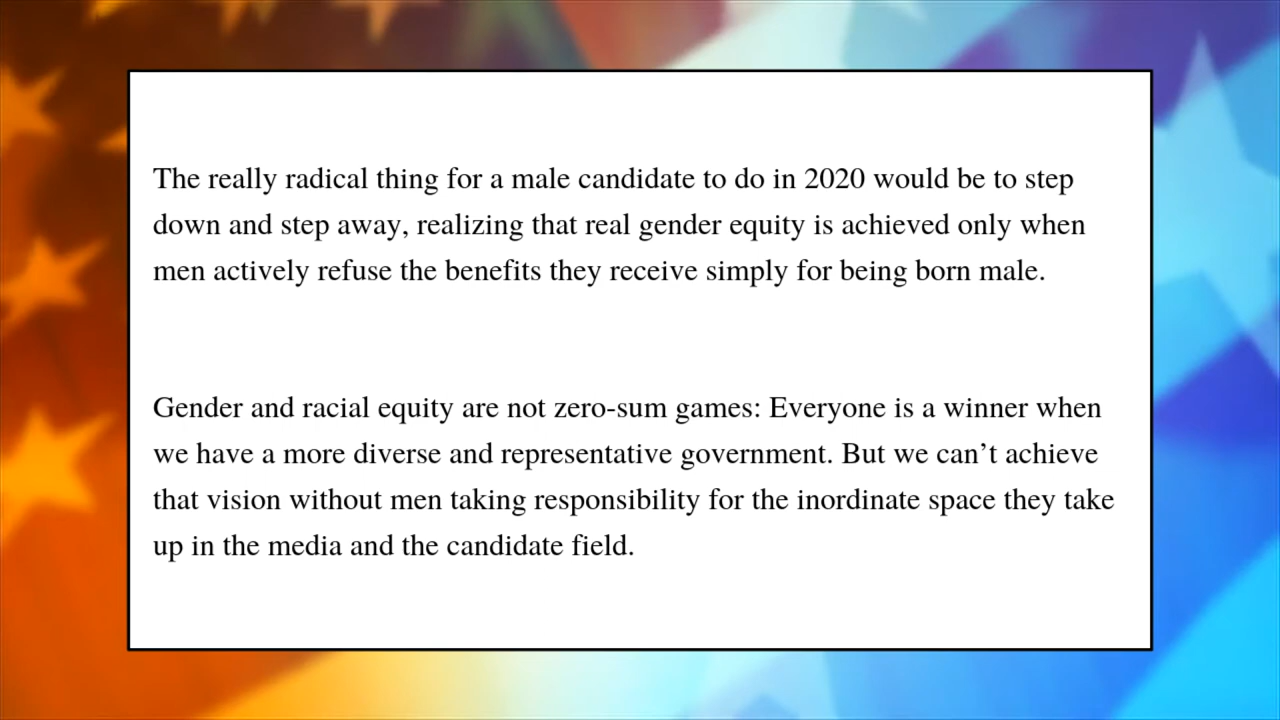 The really radical thing for a male candidate to do in 2020 would be to step
down and step away, realizing that real gender equity is achieved only when
men actively refuse the benefits they receive simply for being born male.
Gender and racial equity are not zero-sum games: Everyone is a winner when
we have a more diverse and representative government. But we can’t achieve
that vision without men taking responsibility for the inordinate space they take
up in the media and the candidate field.